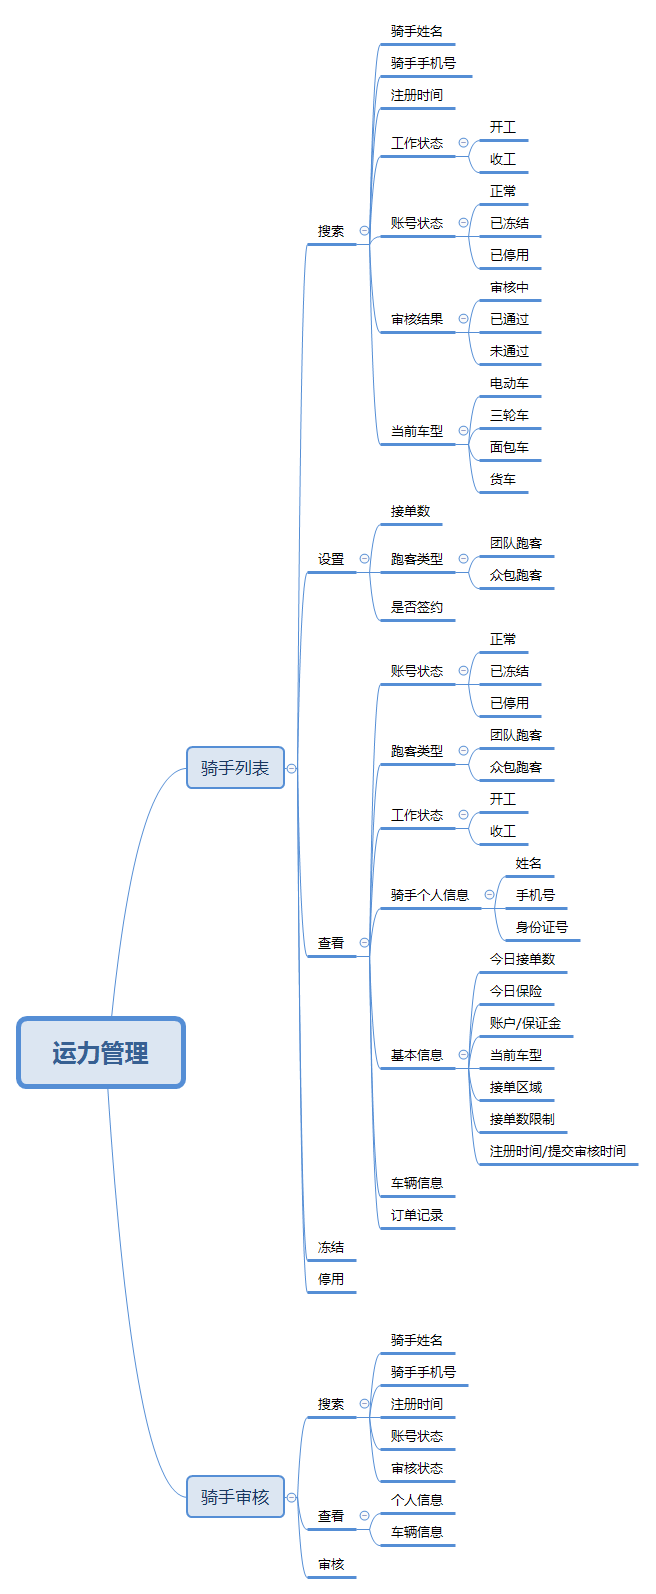 运力管理
骑手列表
搜索
骑手姓名
骑手手机号
注册时间
工作状态
开工
收工
账号状态
正常
已冻结
已停用
审核结果
审核中
已通过
未通过
当前车型
电动车
三轮车
面包车
货车
设置
接单数
跑客类型
团队跑客
众包跑客
是否签约
查看
账号状态
正常
已冻结
已停用
跑客类型
团队跑客
众包跑客
工作状态
开工
收工
骑手个人信息
姓名
手机号
身份证号
基本信息
今日接单数
今日保险
账户/保证金
当前车型
接单区域
接单数限制
注册时间/提交审核时间
车辆信息
订单记录
冻结
停用
骑手审核
搜索
骑手姓名
骑手手机号
注册时间
账号状态
审核状态
查看
个人信息
车辆信息
审核